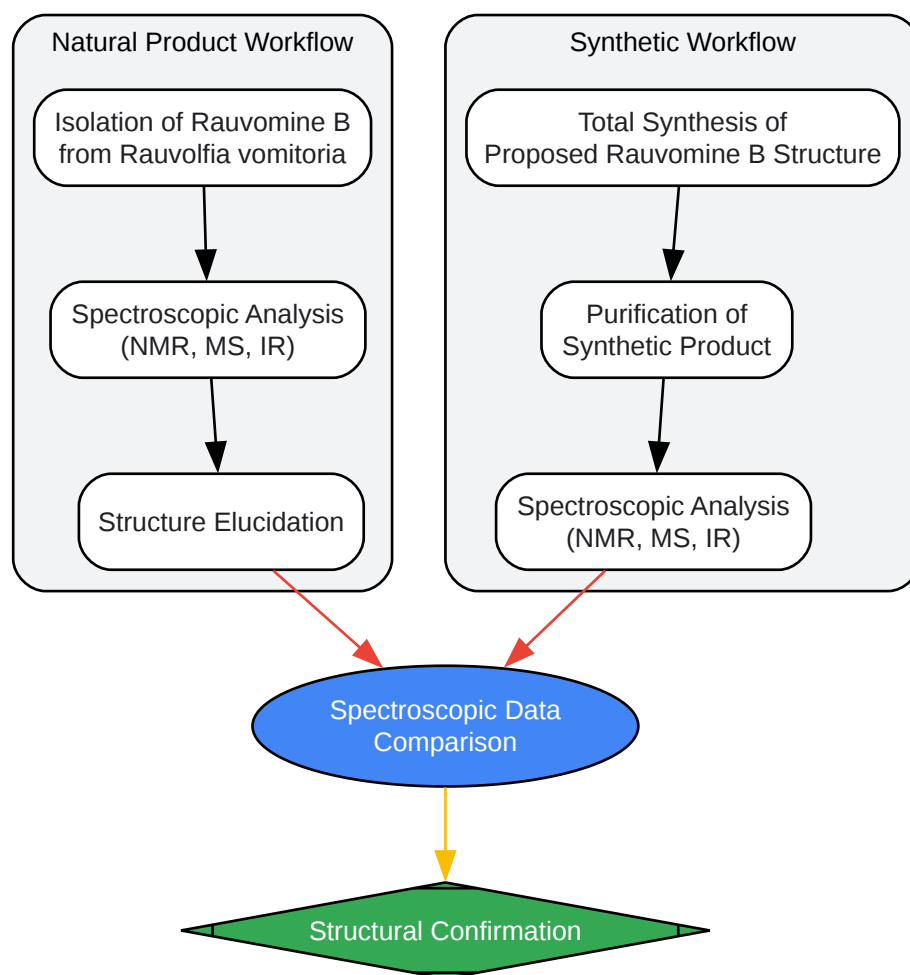 Natural Product Workflow
Isolation of Rauvomine B
from Rauvolfia vomitoria
Spectroscopic Analysis
(NMR, MS, IR)
Structure Elucidation
Synthetic Workflow
Total Synthesis of
Proposed Rauvomine B Structure
Purification of
Synthetic Product
Spectroscopic Analysis
(NMR, MS, IR)
Spectroscopic Data
Comparison
Structural Confirmation